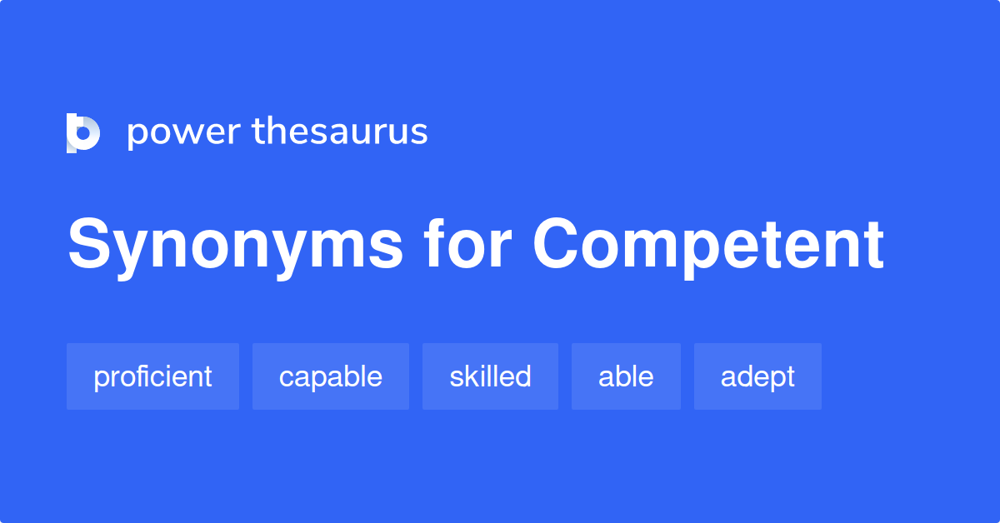 power thesaurus
Synonyms for Competent
proficient capable skilled able adept